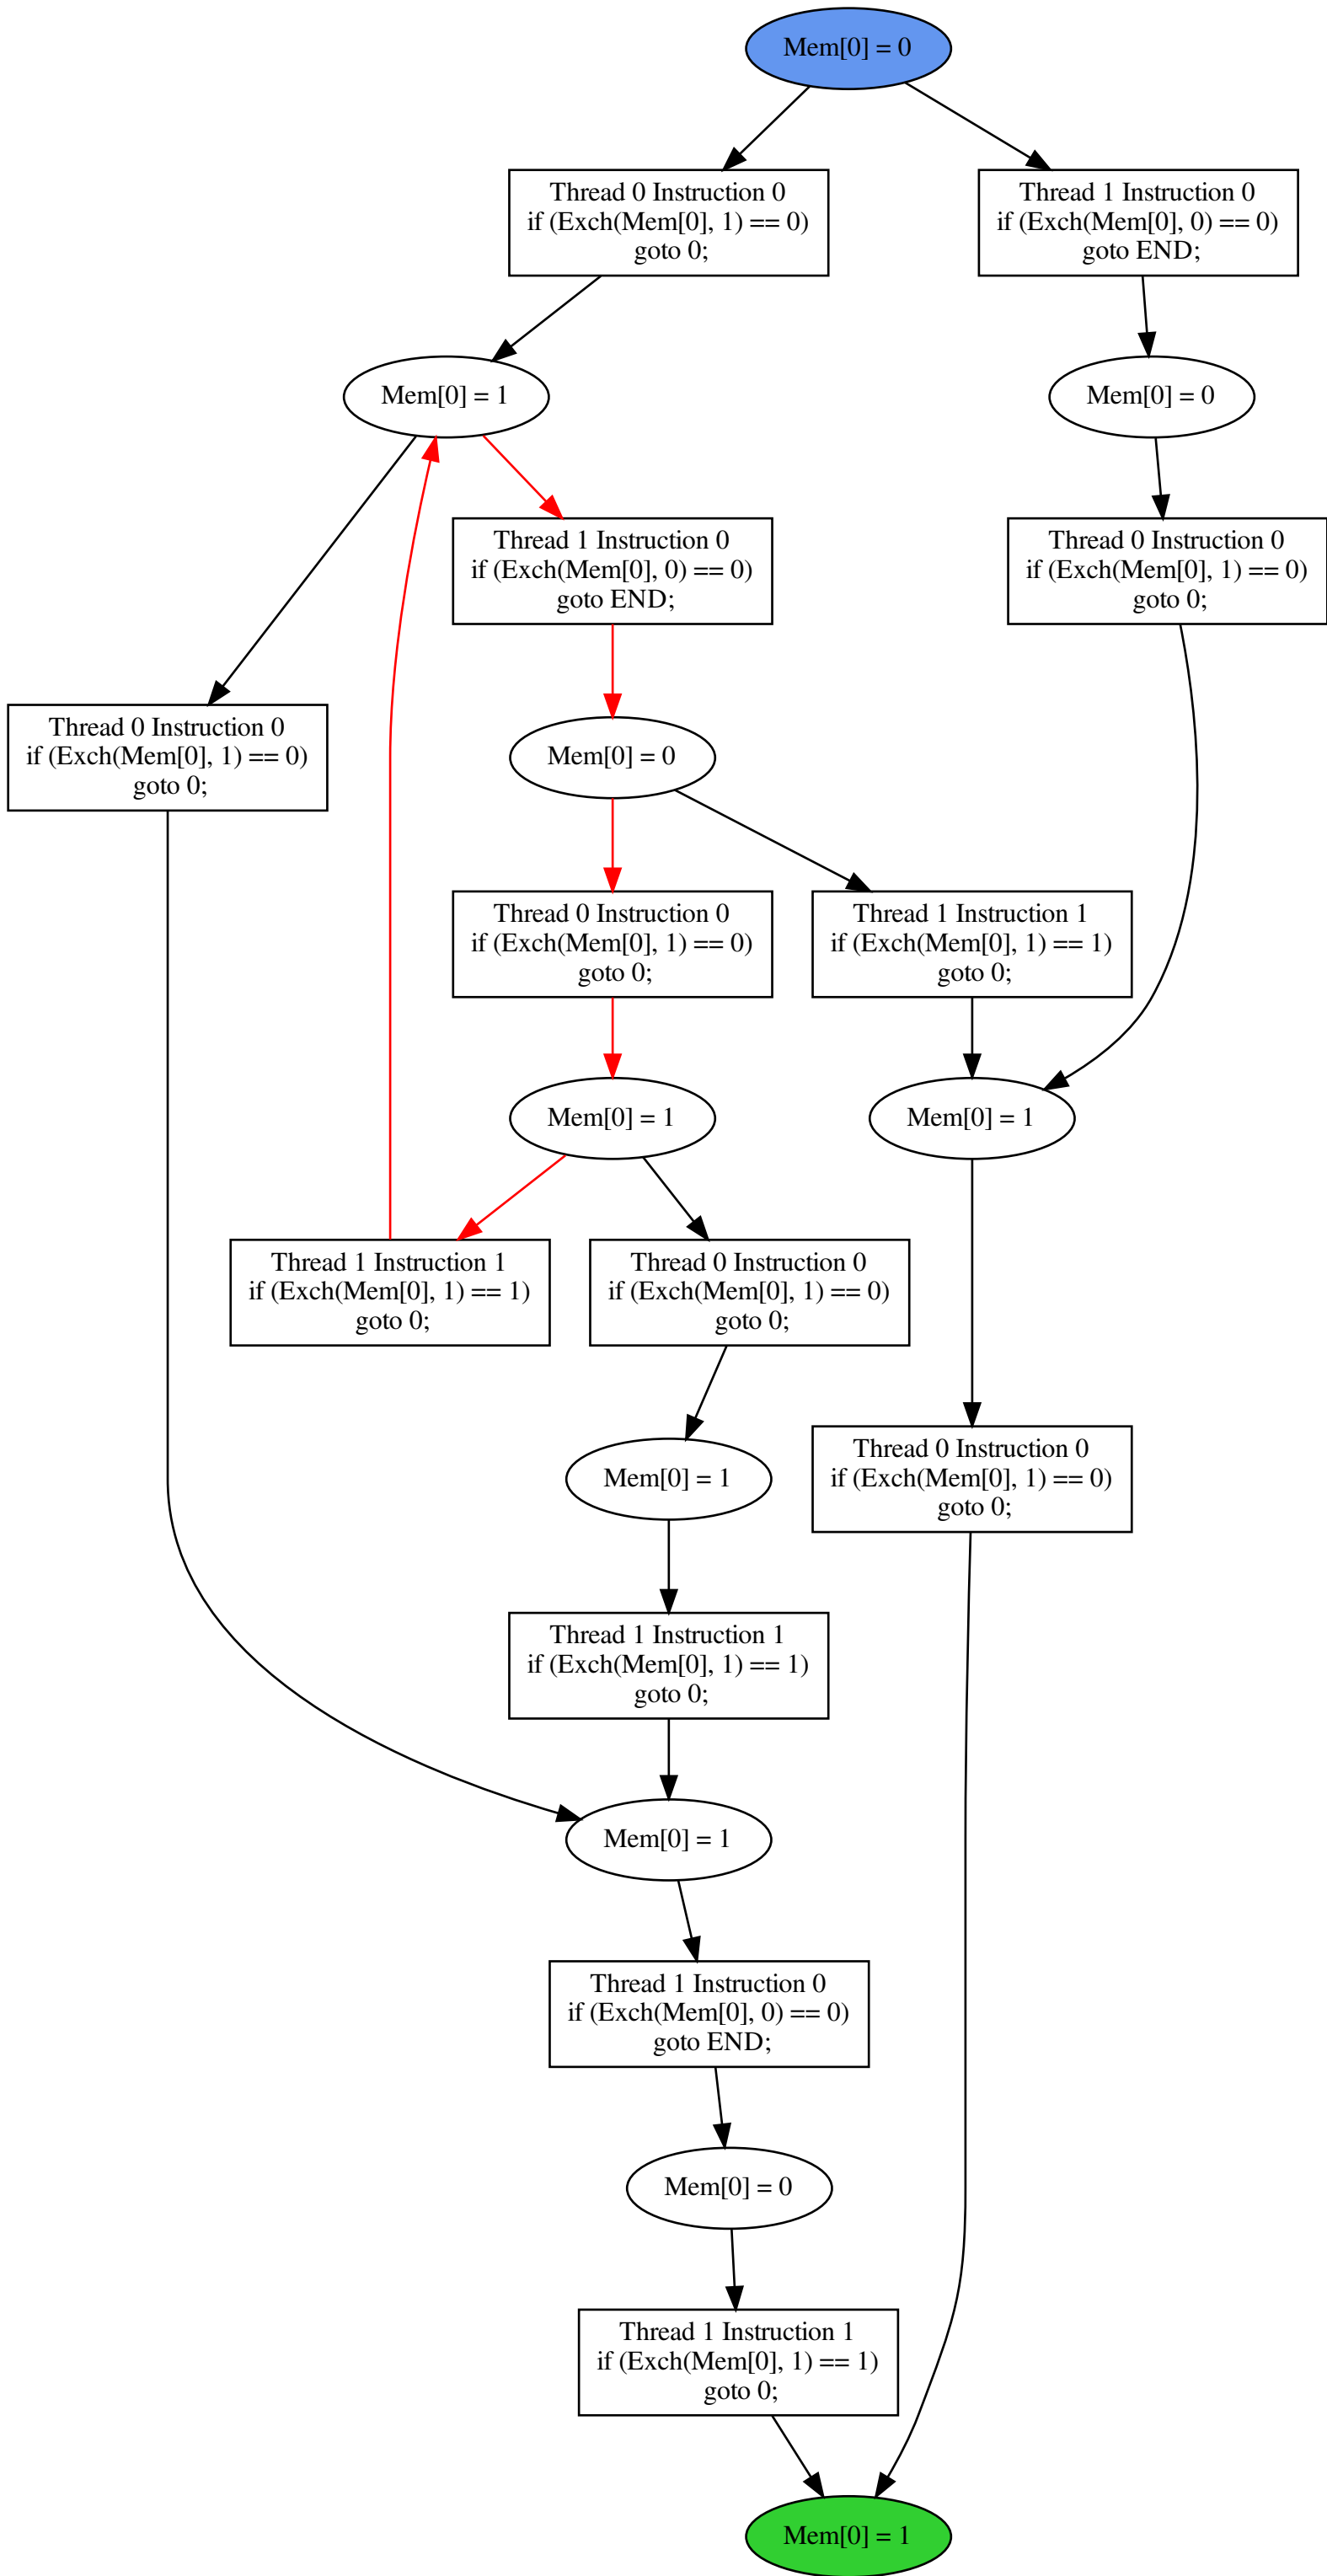 Mem[0] = 0
Thread 0 Instruction 0
if (Exch(Mem[0], 1) == 0)
goto 0;
Thread 1 Instruction 0
if (Exch(Mem[0], 0) == 0)
goto END;
Mem[0] = 1
Mem[0] = 0
Thread 1 Instruction 0
if (Exch(Mem[0], 0) == 0)
goto END;
Thread 0 Instruction 0
if (Exch(Mem[0], 1) == 0)
goto 0;
Thread 0 Instruction 0
if (Exch(Mem[0], 1) == 0)
goto 0;
Mem[0] = 0
Thread 0 Instruction 0
if (Exch(Mem[0], 1) == 0)
goto 0;
Thread 1 Instruction 1
if (Exch(Mem[0], 1) == 1)
goto 0;
Mem[0] = 1
Mem[0] = 1
Thread 1 Instruction 1
if (Exch(Mem[0], 1) == 1)
goto 0;
Thread 0 Instruction 0
if (Exch(Mem[0], 1) == 0)
goto 0;
Mem[0] = 1
Thread 0 Instruction 0
if (Exch(Mem[0], 1) == 0)
goto 0;
Thread 1 Instruction 1
if (Exch(Mem[0], 1) == 1)
goto 0;
Mem[0] = 1
Thread 1 Instruction 0
if (Exch(Mem[0], 0) == 0)
goto END;
Mem[0] = 0
Thread 1 Instruction 1
if (Exch(Mem[0], 1) == 1)
goto 0;
Mem[0] = 1